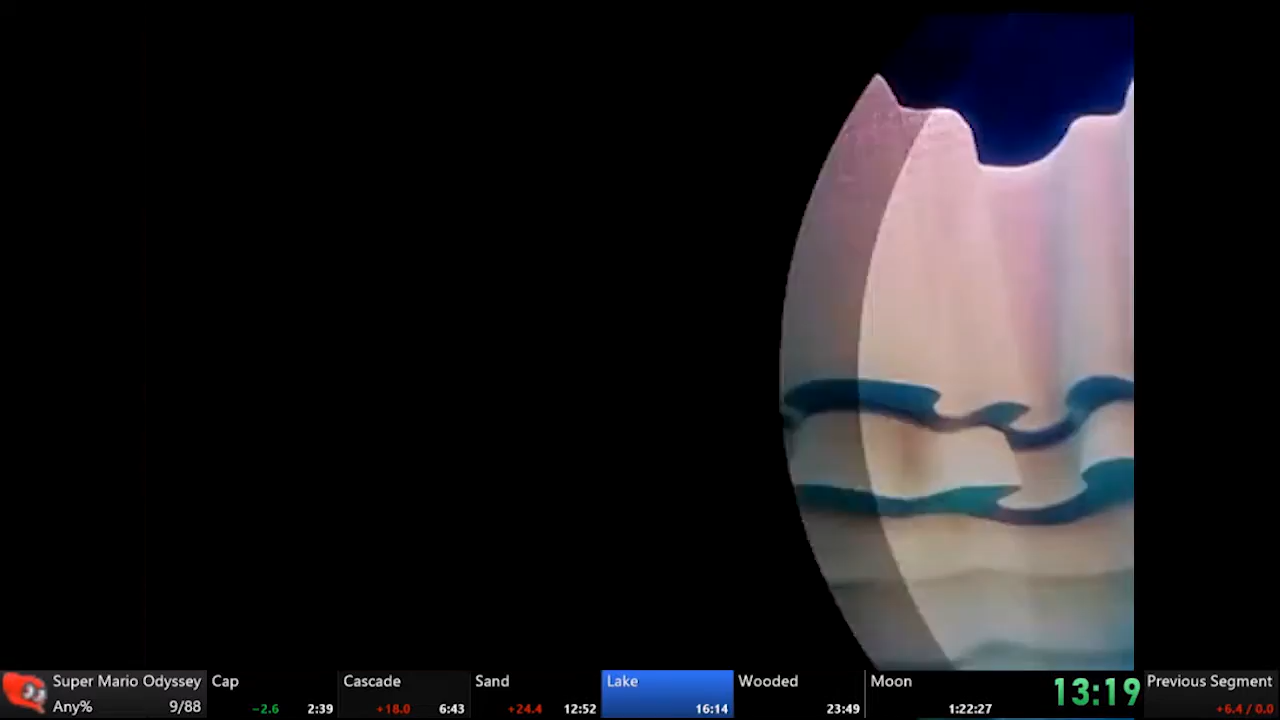 Super Mario Odyssey
Any% 9/88
Cap
-2.6 2:39
Cascade
+18.0 6:43
Sand
+24.4 12:52
Lake
16:14
Wooded
23:49
Moon
1:22:27
13:19
Previous Segment
+6.4 / 0.0